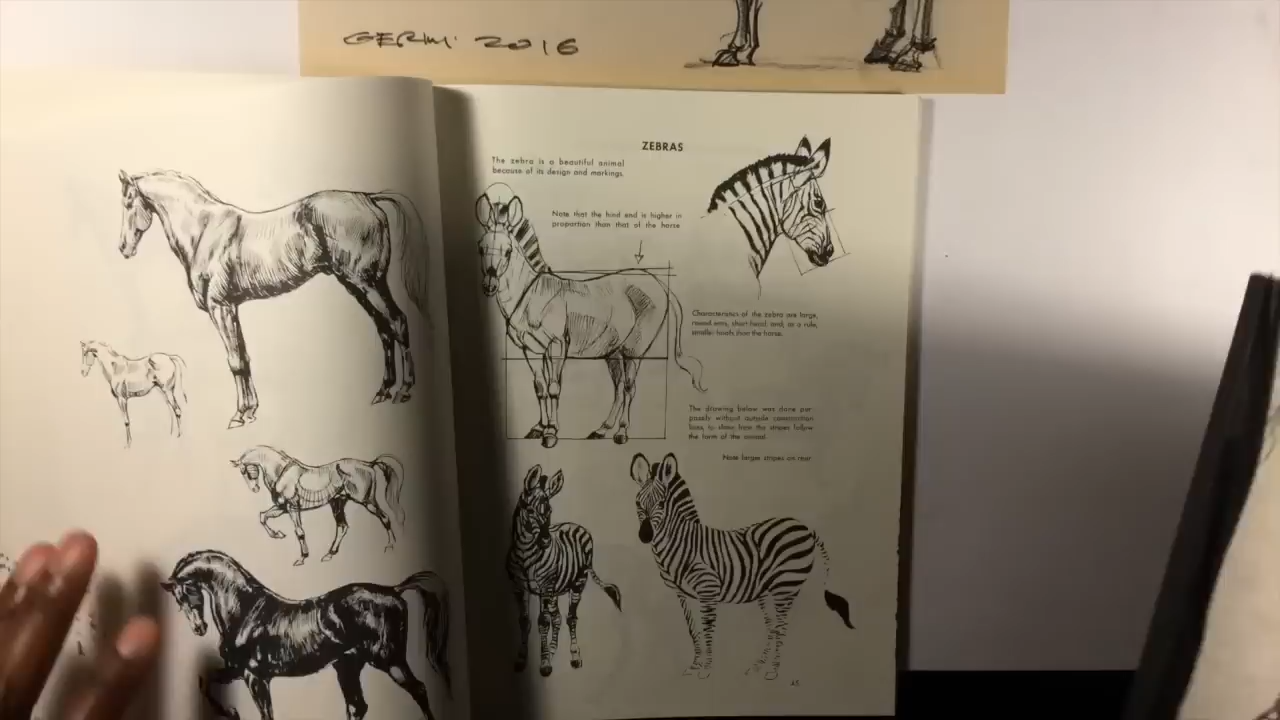 GERM 2016
ZEBRAS
The zebra is a beautiful animal
because of its design and markings.
Note that the hind end is higher in
proportion than that of the horse
Characteristics of the zebra are large,
round ears, short head and, as a rule,
smaller hoofs than the horse.
The drawing below was done pur-
posely without outside construction
lines, to show how the stripes follow
the form of the animal.
Note larger stripes on rear
45